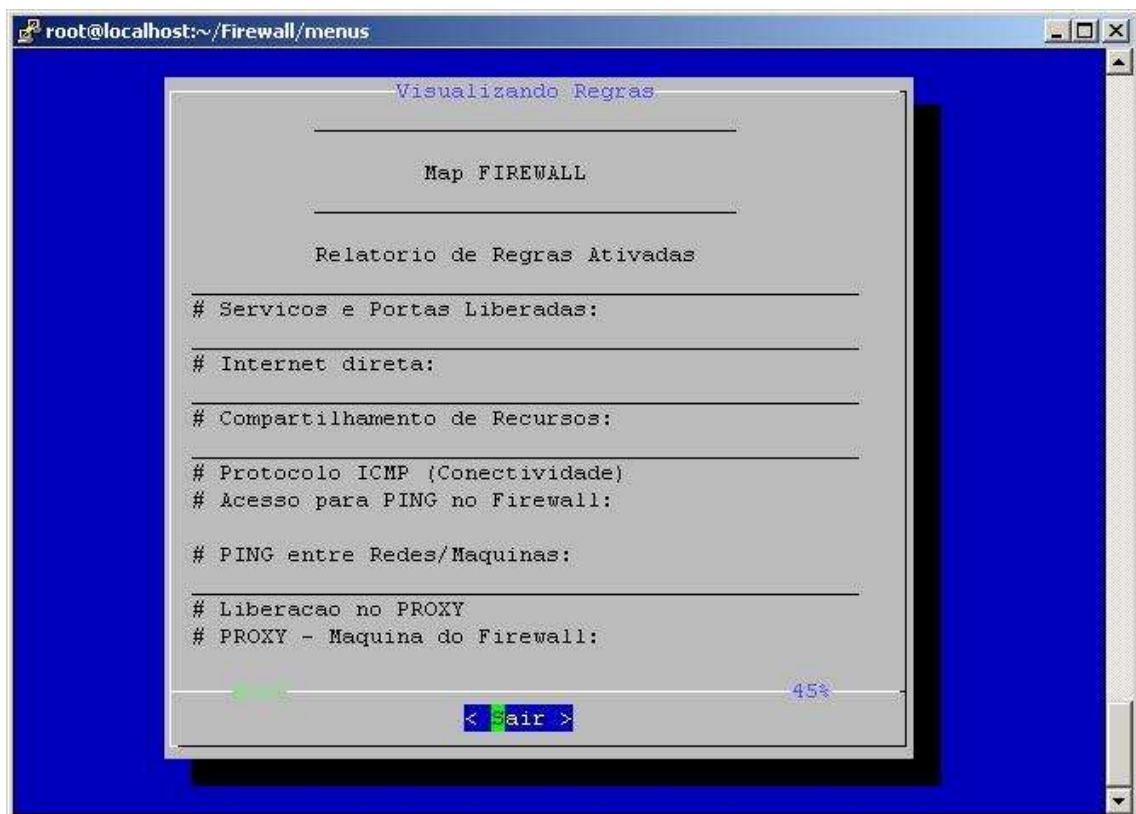 root@localhost:~/Firewall/menus
Visualizando Regras
Map FIREWALL
Relatorio de Regras Ativadas
# Servicos e Portas Liberadas:
# Internet direta:
# Compartilhamento de Recursos:
# Protocolo ICMP (Conectividade)
# Acesso para PING no Firewall:
# PING entre Redes/Maquinas:
# Liberacao no PROXY
# PROXY - Maquina do Firewall:
45%
< Sair >